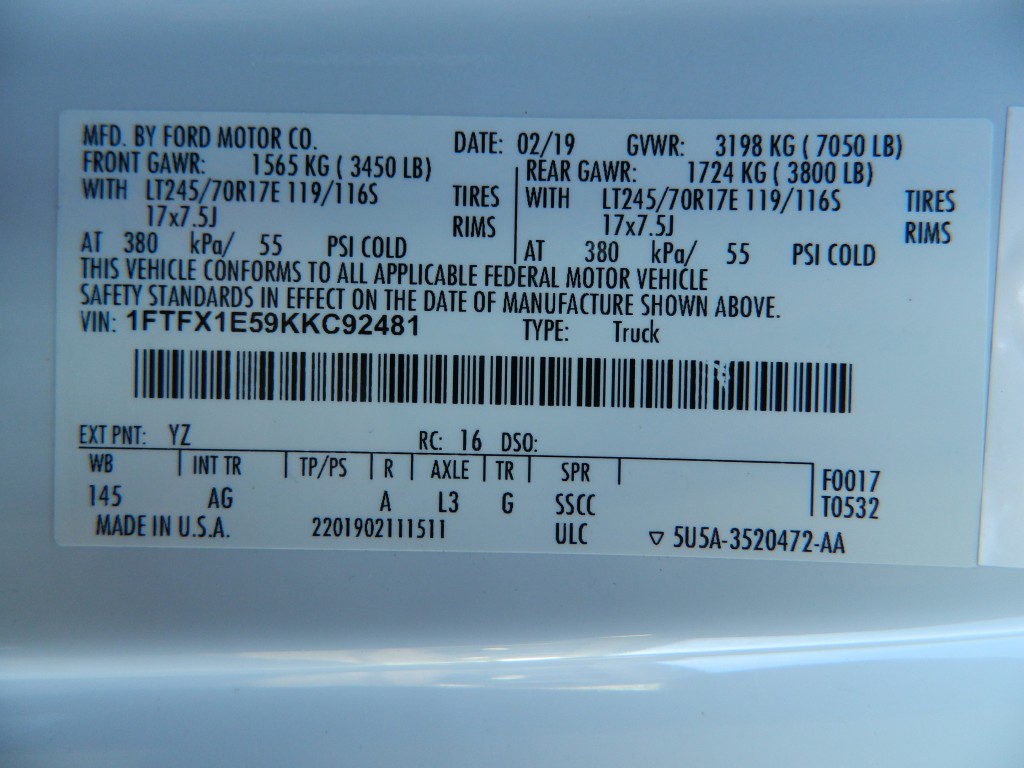 MFD. BY FORD MOTOR CO. DATE: 02/19 GVWR: 3198 KG ( 7050 LB)
FRONT GAWR: 1565 KG ( 3450 LB) REAR GAWR: 1724 KG ( 3800 LB)
WITH LT245/70R17E 119/116S TIRES WITH LT245/70R17E 119/116S TIRES
17x7.5J RIMS 17x7.5J RIMS
AT 380 kPa/ 55 PSI COLD AT 380 kPa/ 55 PSI COLD
THIS VEHICLE CONFORMS TO ALL APPLICABLE FEDERAL MOTOR VEHICLE
SAFETY STANDARDS IN EFFECT ON THE DATE OF MANUFACTURE SHOWN ABOVE.
VIN: 1FTFX1E59KKC92481 TYPE: Truck
EXT PNT: YZ RC: 16 DSO:
WB INT TR TP/PS R AXLE TR SPR F0017
145 AG A L3 G SSCC T0532
MADE IN U.S.A. 2201902111511 ULC ▽ 5U5A-3520472-AA